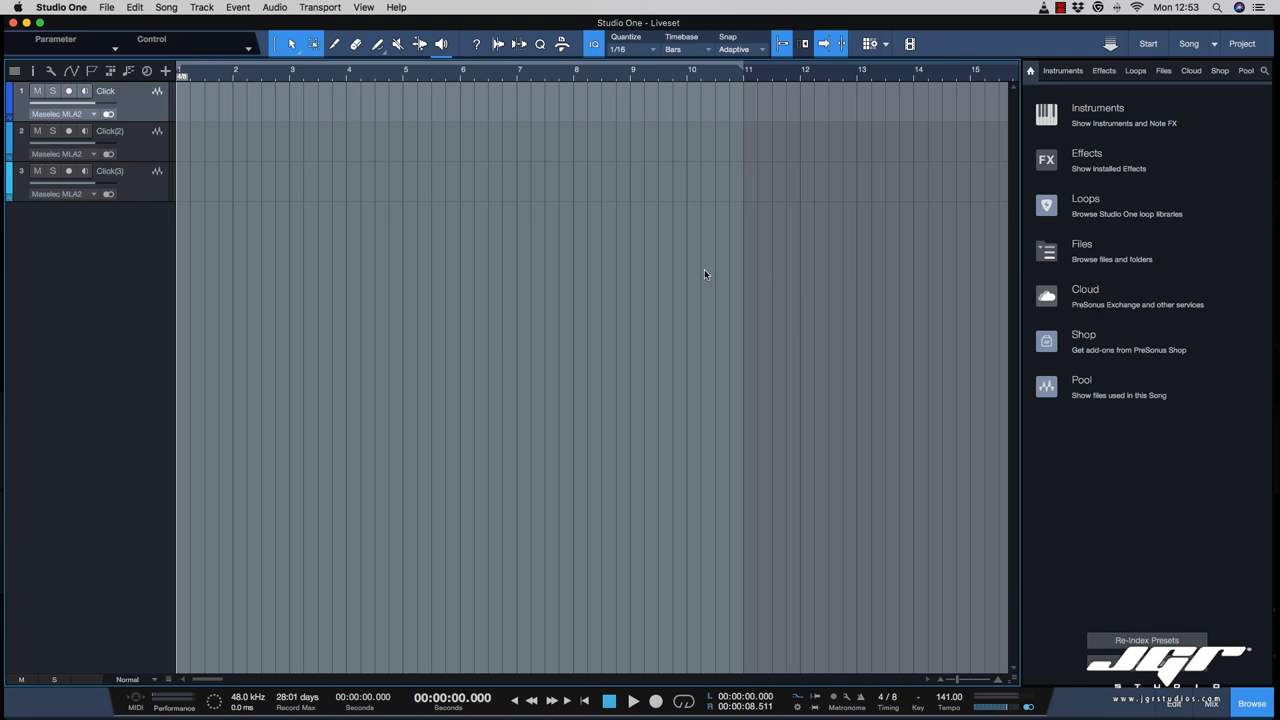 Studio One File Edit Song Track Event Audio Transport View Help Mon 12:53
Studio One - Liveset
Parameter Control
Quantize Timebase Snap
IQ 1/16 Bars Adaptive
Start Song Project
1 2 3 4 5 6 7 8 9 10 11 12 13 14 15
4/8
Instruments Effects Loops Files Cloud Shop Pool
1 M S Click
Maselec MLA2
2 M S Click(2)
Maselec MLA2
3 M S Click(3)
Maselec MLA2
Instruments
Show Instruments and Note FX
FX Effects
Show installed Effects
Loops
Browse Studio One loop libraries
Files
Browse files and folders
Cloud
PreSonus Exchange and other services
Shop
Get add-ons from PreSonus Shop
Pool
Show files used in this Song
Re-Index Presets
JGR
www.jgrstudios.com
M S Normal
MIDI Performance
48.0 kHz
0.0 ms
28:01 days
Record Max
00:00:00.000
Seconds
00:00:00.000
Seconds
L 00:00:00.000
R 00:00:08.511
Metronome
4 / 8
Timing
-
Key
141.00
Tempo
Edit Mix Browse